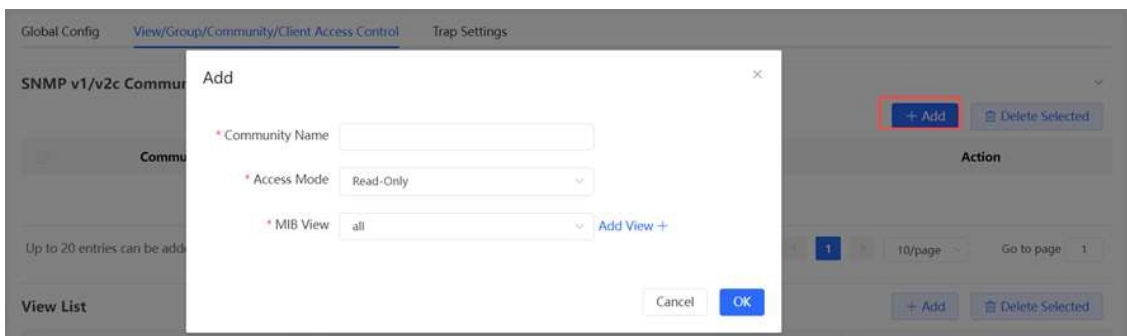 Global Config View/Group/Community/Client Access Control Trap Settings
SNMP v1/v2c Commun
Add
+ Add Delete Selected
* Community Name
Commu Action
* Access Mode Read-Only
* MIB View all Add View +
Up to 20 entries can be adde 1 10/page Go to page 1
Cancel OK
View List + Add Delete Selected